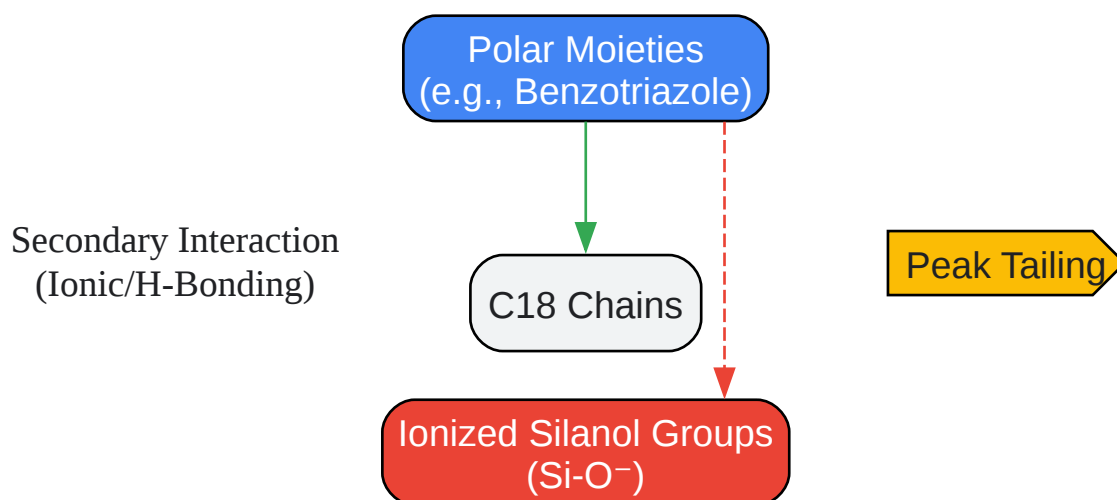 Polar Moieties
(e.g., Benzotriazole)
Secondary Interaction
(Ionic/H-Bonding)
Peak Tailing
C18 Chains
Ionized Silanol Groups
(Si-O⁻)